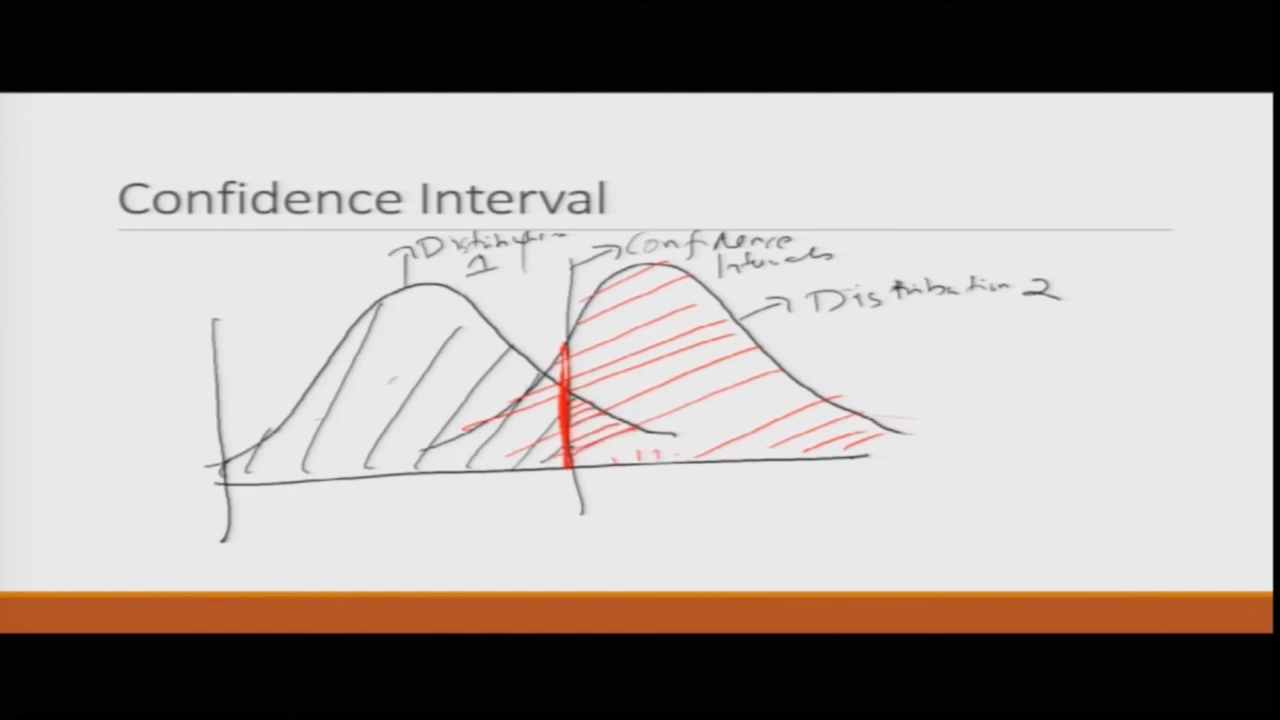 Confidence Interval
Distribution
1
Confidence
Intervals
Distribution 2